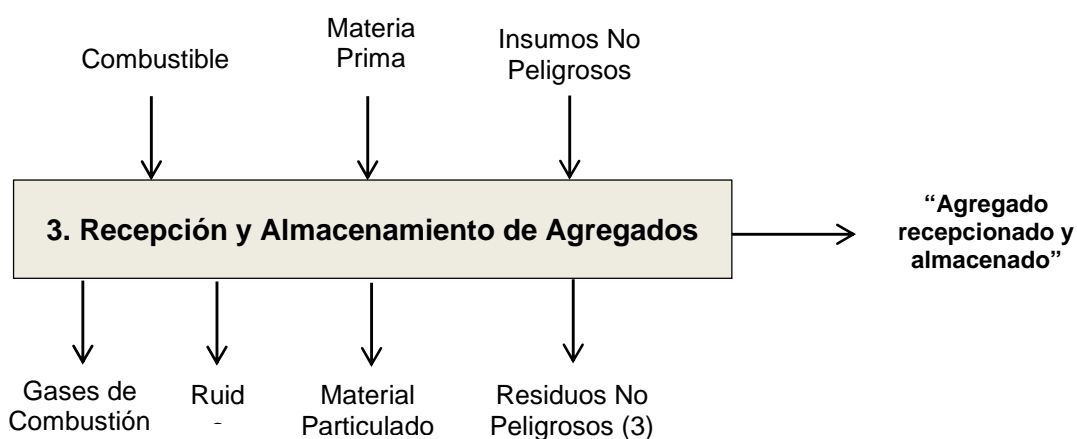 Combustible
Materia
Prima
Insumos No
Peligrosos
3. Recepción y Almacenamiento de Agregados
“Agregado
recepcionado y
almacenado”
Gases de
Combustión
Ruid
Material
Particulado
Residuos No
Peligrosos (3)